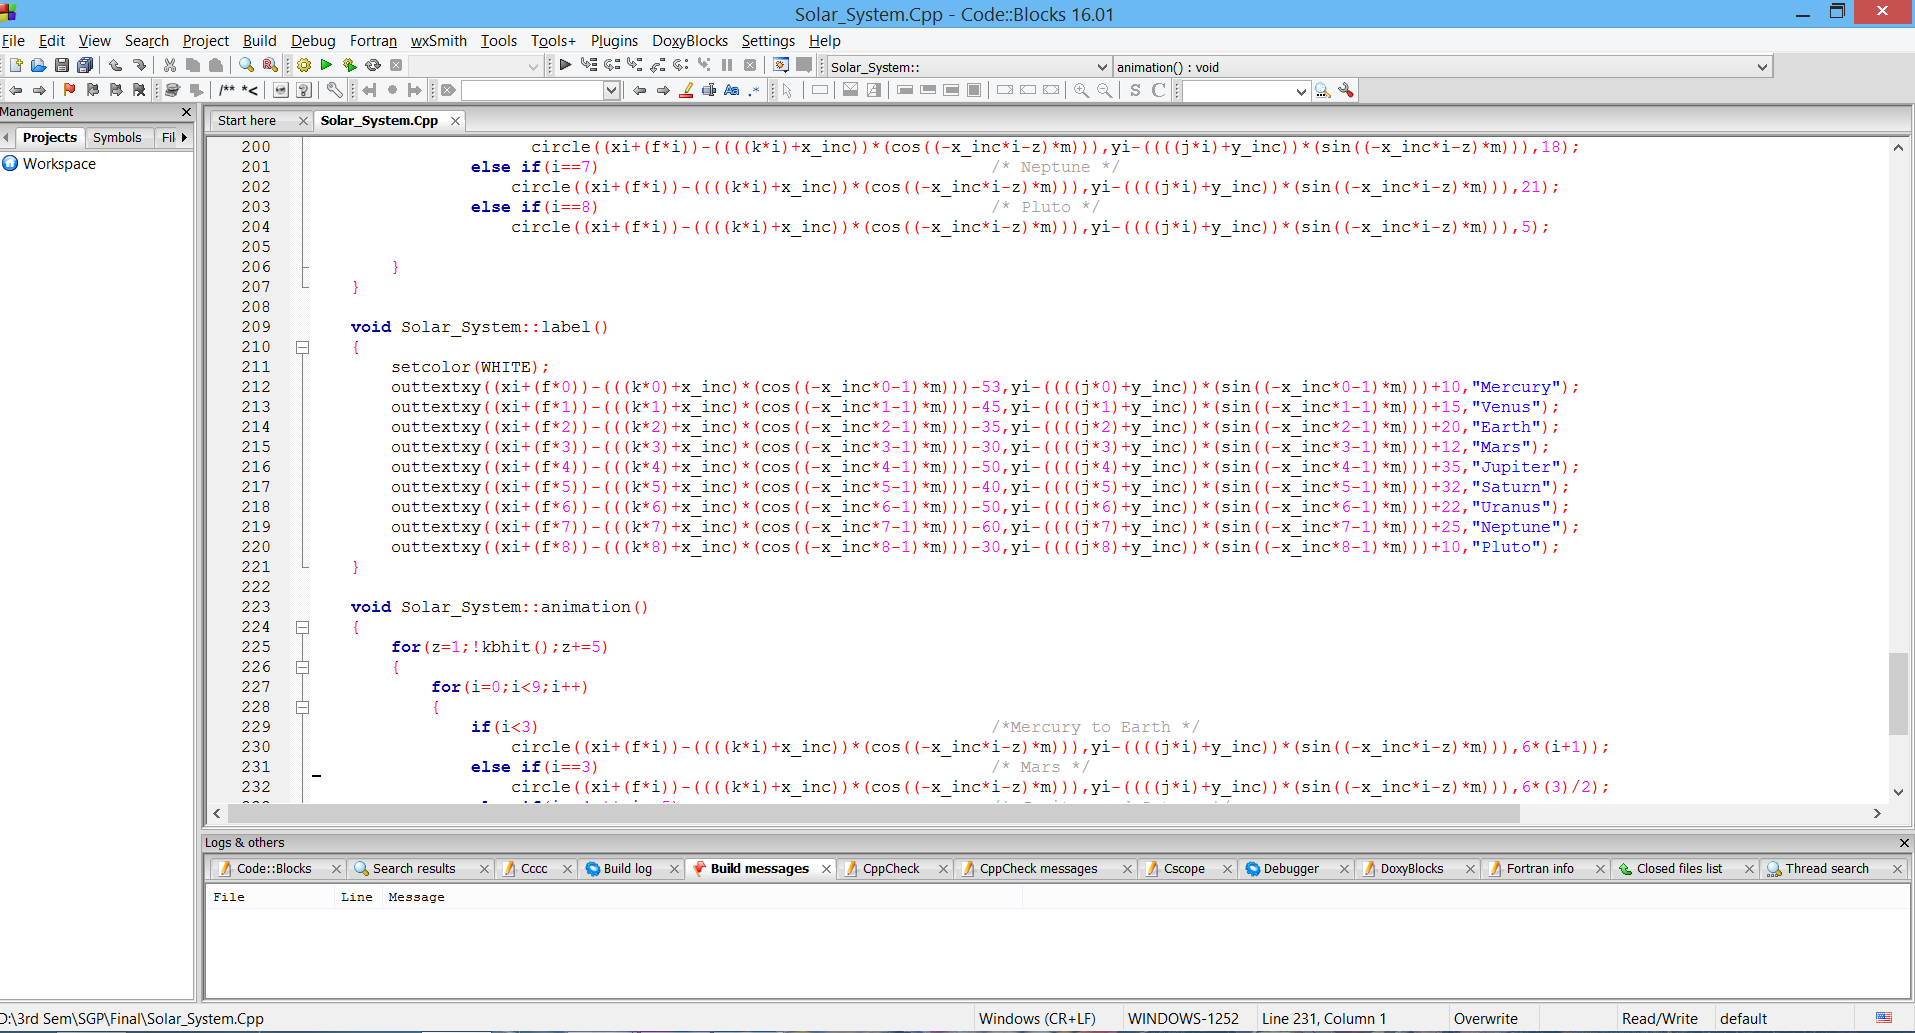 Solar_System.Cpp - Code::Blocks 16.01
File Edit View Search Project Build Debug Fortran wxSmith Tools Tools+ Plugins DoxyBlocks Settings Help
Solar_System:: animation() : void
/** *<
S C
Management
Projects Symbols Fil
Workspace
Start here Solar_System.Cpp
200 circle((xi+(f*i))-((((k*i)+x_inc))*(cos((-x_inc*i-z)*m))),yi-((((j*i)+y_inc))*(sin((-x_inc*i-z)*m))),18);
201 else if(i==7) /* Neptune */
202 circle((xi+(f*i))-((((k*i)+x_inc))*(cos((-x_inc*i-z)*m))),yi-((((j*i)+y_inc))*(sin((-x_inc*i-z)*m))),21);
203 else if(i==8) /* Pluto */
204 circle((xi+(f*i))-((((k*i)+x_inc))*(cos((-x_inc*i-z)*m))),yi-((((j*i)+y_inc))*(sin((-x_inc*i-z)*m))),5);
205
206 }
207 }
208
209 void Solar_System::label()
210 {
211 setcolor(WHITE);
212 outtextxy((xi+(f*0))-(((k*0)+x_inc)*(cos((-x_inc*0-1)*m)))-53,yi-((((j*0)+y_inc))*(sin((-x_inc*0-1)*m)))+10,"Mercury");
213 outtextxy((xi+(f*1))-(((k*1)+x_inc)*(cos((-x_inc*1-1)*m)))-45,yi-((((j*1)+y_inc))*(sin((-x_inc*1-1)*m)))+15,"Venus");
214 outtextxy((xi+(f*2))-(((k*2)+x_inc)*(cos((-x_inc*2-1)*m)))-35,yi-((((j*2)+y_inc))*(sin((-x_inc*2-1)*m)))+20,"Earth");
215 outtextxy((xi+(f*3))-(((k*3)+x_inc)*(cos((-x_inc*3-1)*m)))-30,yi-((((j*3)+y_inc))*(sin((-x_inc*3-1)*m)))+12,"Mars");
216 outtextxy((xi+(f*4))-(((k*4)+x_inc)*(cos((-x_inc*4-1)*m)))-50,yi-((((j*4)+y_inc))*(sin((-x_inc*4-1)*m)))+35,"Jupiter");
217 outtextxy((xi+(f*5))-(((k*5)+x_inc)*(cos((-x_inc*5-1)*m)))-40,yi-((((j*5)+y_inc))*(sin((-x_inc*5-1)*m)))+32,"Saturn");
218 outtextxy((xi+(f*6))-(((k*6)+x_inc)*(cos((-x_inc*6-1)*m)))-50,yi-((((j*6)+y_inc))*(sin((-x_inc*6-1)*m)))+22,"Uranus");
219 outtextxy((xi+(f*7))-(((k*7)+x_inc)*(cos((-x_inc*7-1)*m)))-60,yi-((((j*7)+y_inc))*(sin((-x_inc*7-1)*m)))+25,"Neptune");
220 outtextxy((xi+(f*8))-(((k*8)+x_inc)*(cos((-x_inc*8-1)*m)))-30,yi-((((j*8)+y_inc))*(sin((-x_inc*8-1)*m)))+10,"Pluto");
221 }
222
223 void Solar_System::animation()
224 {
225 for(z=1;!kbhit();z+=5)
226 {
227 for(i=0;i<9;i++)
228 {
229 if(i<3) /*Mercury to Earth */
230 circle((xi+(f*i))-((((k*i)+x_inc))*(cos((-x_inc*i-z)*m))),yi-((((j*i)+y_inc))*(sin((-x_inc*i-z)*m))),6*(i+1));
231 else if(i==3) /* Mars */
232 circle((xi+(f*i))-((((k*i)+x_inc))*(cos((-x_inc*i-z)*m))),yi-((((j*i)+y_inc))*(sin((-x_inc*i-z)*m))),6*(3)/2);
Logs & others
Code::Blocks Search results Cccc Build log Build messages CppCheck CppCheck messages Cscope Debugger DoxyBlocks Fortran info Closed files list Thread search
File Line Message
D:\3rd Sem\SGP\Final\Solar_System.Cpp Windows (CR+LF) WINDOWS-1252 Line 231, Column 1 Overwrite Read/Write default